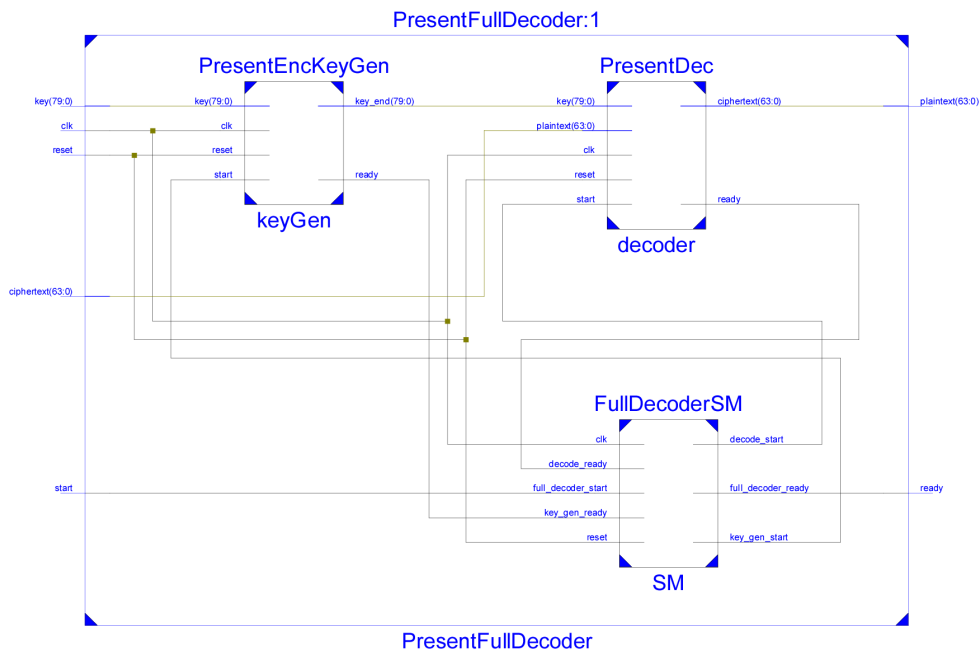 PresentFullDecoder:1
PresentEncKeyGen
PresentDec
key(79:0)
key(79:0)
key_end(79:0)
key(79:0)
ciphertext(63:0)
plaintext(63:0)
clk
clk
plaintext(63:0)
reset
reset
clk
start
ready
reset
start
ready
keyGen
decoder
ciphertext(63:0)
FullDecoderSM
clk
decode_start
decode_ready
start
full_decoder_start
full_decoder_ready
ready
key_gen_ready
reset
key_gen_start
SM
PresentFullDecoder